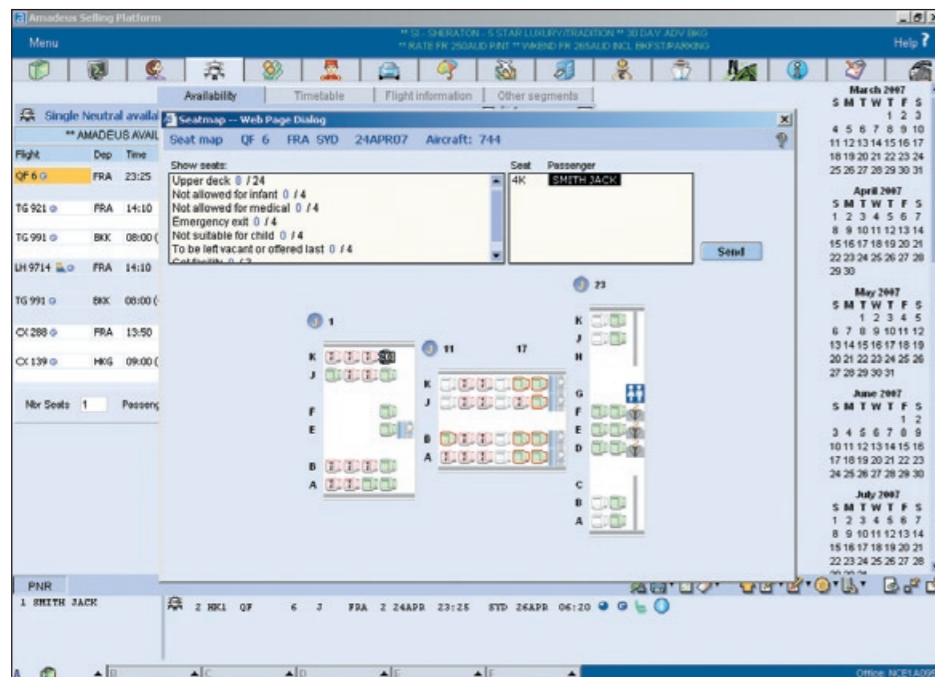 Amadeus Selling Platform
** SI - SHERATON - 5 STAR LUXURY/TRADITION ** 30 DAY ADV BKG
** RATE FR 250AUD P/NT ** WKEND FR 265AUD INCL BKFST/PARKING
Menu
Help ?
Availability Timetable Flight information Other segments
Single Neutral availa
** AMADEUS AVAIL
Flight Dep Time
QF 6 FRA 23:25
TG 921 FRA 14:10
TG 991 BKK 08:00 (
LH 9714 FRA 14:10
TG 991 BKK 08:00 (
CX 288 FRA 13:50
CX 139 HKG 09:00 (
Nbr Seats 1 Passeng
Seatmap -- Web Page Dialog
Seat map QF 6 FRA SYD 24APR07 Aircraft: 744
Show seats:
Upper deck 0 / 24
Not allowed for infant 0 / 4
Not allowed for medical 0 / 4
Emergency exit 0 / 4
Not suitable for child 0 / 4
To be left vacant or offered last 0 / 4
Seat Passenger
4K SMITH JACK
Send
J 1
K
J
F
E
B
A
J 11 17
K
J
B
A
J 23
K
J
H
G
F
E
D
C
B
A
March 2007
S M T W T F S
1 2 3
4 5 6 7 8 9 10
11 12 13 14 15 16 17
18 19 20 21 22 23 24
25 26 27 28 29 30 31
April 2007
S M T W T F S
1 2 3 4 5 6 7
8 9 10 11 12 13 14
15 16 17 18 19 20 21
22 23 24 25 26 27 28
29 30
May 2007
S M T W T F S
1 2 3 4 5
6 7 8 9 10 11 12
13 14 15 16 17 18 19
20 21 22 23 24 25 26
27 28 29 30 31
June 2007
S M T W T F S
1 2
3 4 5 6 7 8 9
10 11 12 13 14 15 16
17 18 19 20 21 22 23
24 25 26 27 28 29 30
July 2007
S M T W T F S
1 2 3 4 5 6 7
8 9 10 11 12 13 14
15 16 17 18 19 20 21
22 23 24 25 26 27 28
PNR
1 SMITH JACK
2 HK1 QF 6 J FRA 2 24APR 23:25 SYD 26APR 06:20
A B C D E F
Office: NCE1A095